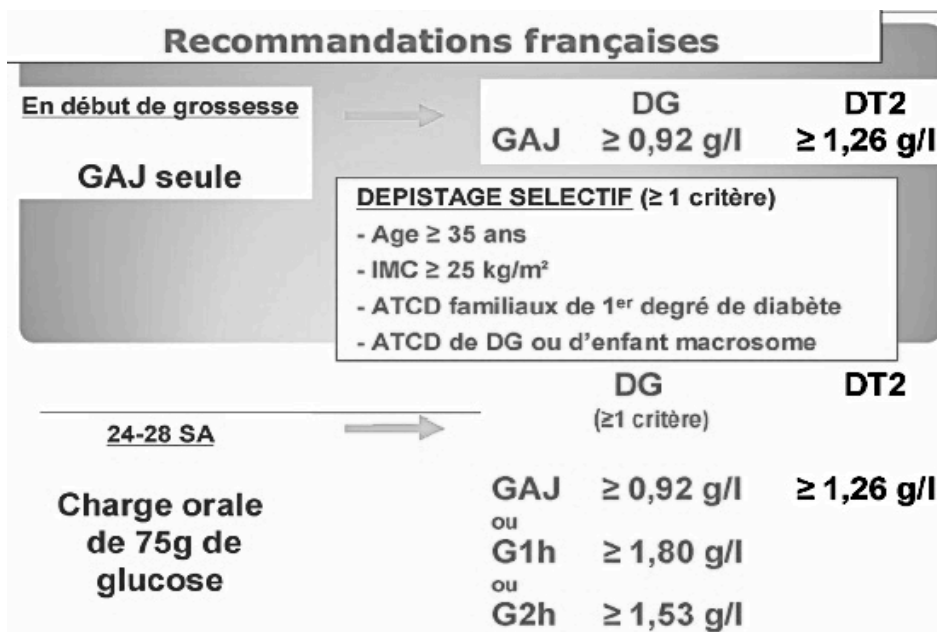 Recommandations françaises
En début de grossesse
GAJ seule
DG DT2
GAJ ≥ 0,92 g/l ≥ 1,26 g/l
DEPISTAGE SELECTIF (≥ 1 critère)
- Age ≥ 35 ans
- IMC ≥ 25 kg/m²
- ATCD familiaux de 1er degré de diabète
- ATCD de DG ou d'enfant macrosome
DG DT2
(≥1 critère)
24-28 SA
Charge orale
de 75g de
glucose
GAJ ≥ 0,92 g/l ≥ 1,26 g/l
ou
G1h ≥ 1,80 g/l
ou
G2h ≥ 1,53 g/l